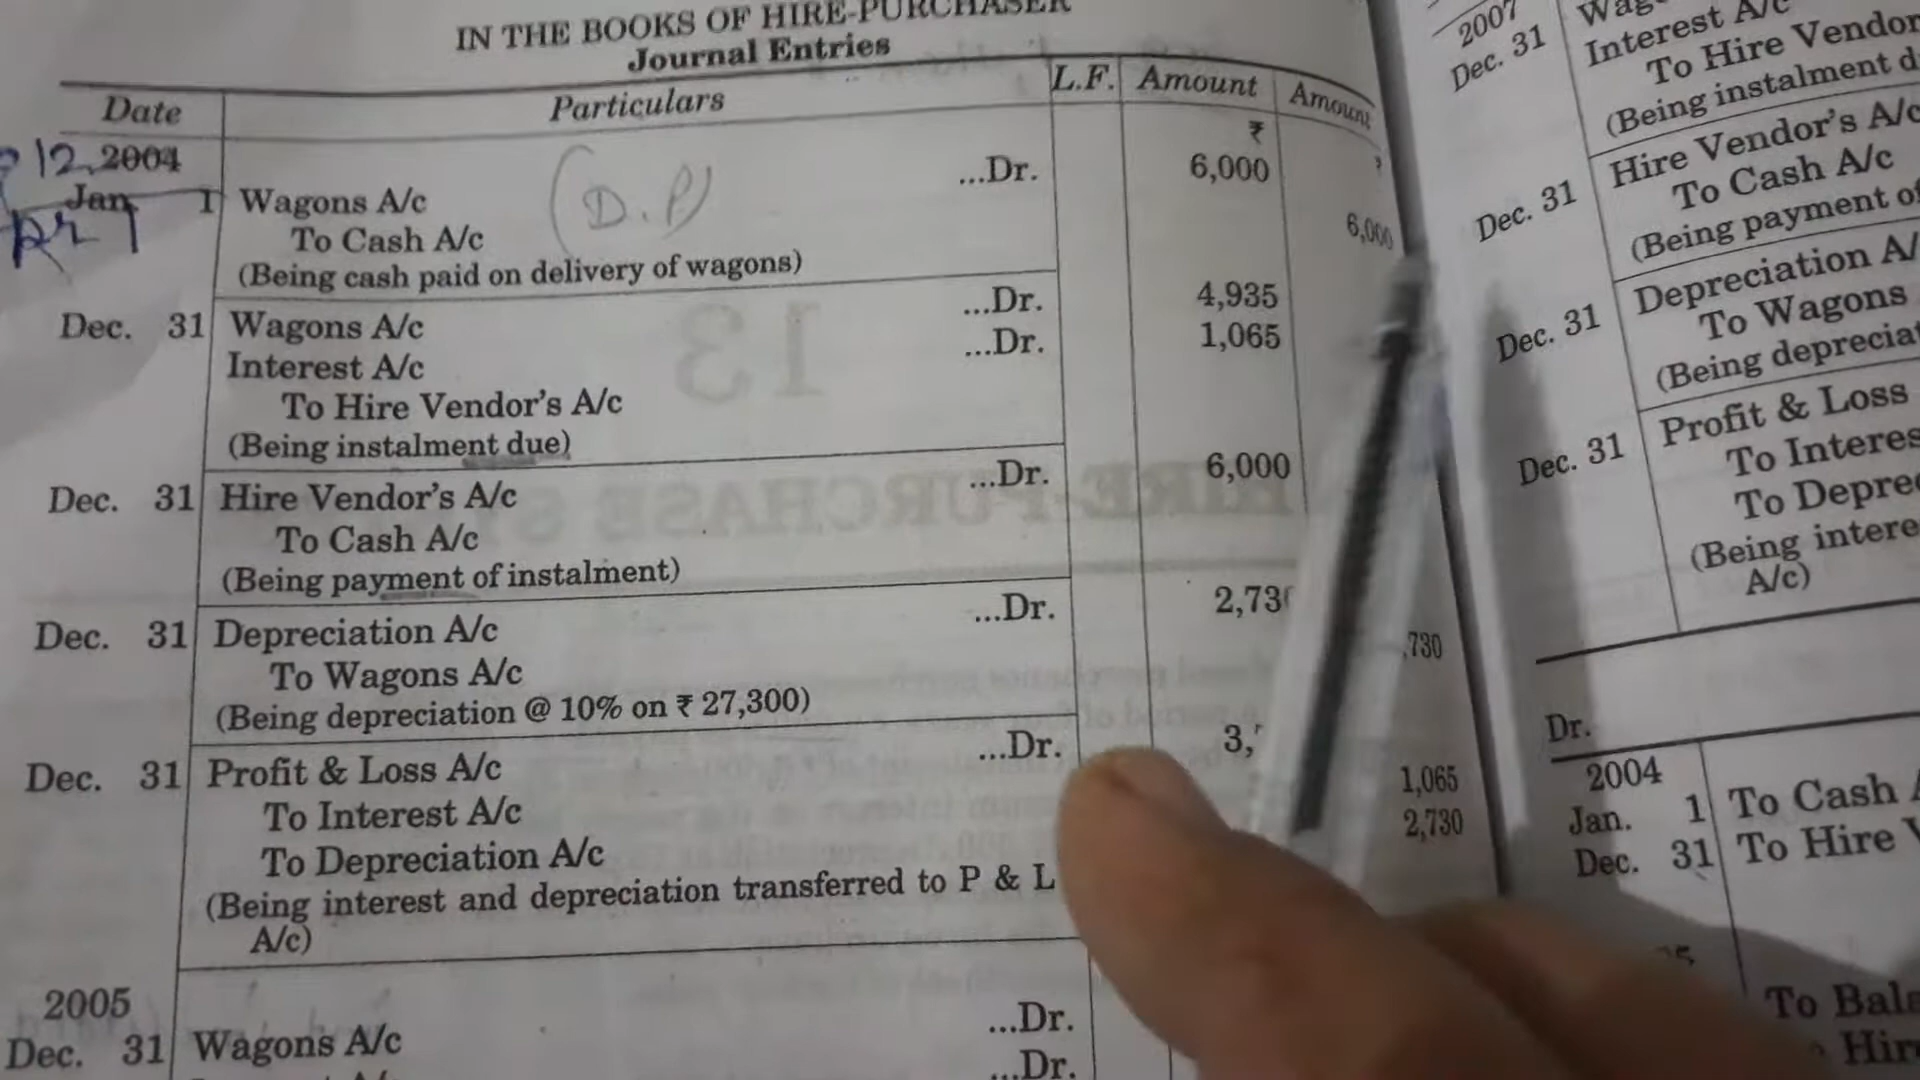 IN THE BOOKS OF HIRE-PURCHASER
Journal Entries
Date Particulars L.F. Amount Amount
₹
12 2004
Jan. 1 Wagons A/c (D.P) ...Dr. 6,000
To Cash A/c 6,000
(Being cash paid on delivery of wagons)
Dec. 31 Wagons A/c ...Dr. 4,935
Interest A/c ...Dr. 1,065
To Hire Vendor's A/c
(Being instalment due)
Dec. 31 Hire Vendor's A/c ...Dr. 6,000
To Cash A/c
(Being payment of instalment)
Dec. 31 Depreciation A/c ...Dr. 2,73
To Wagons A/c ,730
(Being depreciation @ 10% on ₹ 27,300)
Dec. 31 Profit & Loss A/c ...Dr. 3,
To Interest A/c 1,065
To Depreciation A/c 2,730
(Being interest and depreciation transferred to P & L
A/c)
2005
Dec. 31 Wagons A/c ...Dr.
...Dr.
2007
Dec. 31 Wag
Interest A/c
To Hire Vendor
(Being instalment d
Dec. 31 Hire Vendor's A/c
To Cash A/c
(Being payment of
Dec. 31 Depreciation A/
To Wagons
(Being deprecia
Dec. 31 Profit & Loss
To Interes
To Depre
(Being intere
A/c)
Dr.
2004
Jan. 1 To Cash
Dec. 31 To Hire V
To Bala
Hir